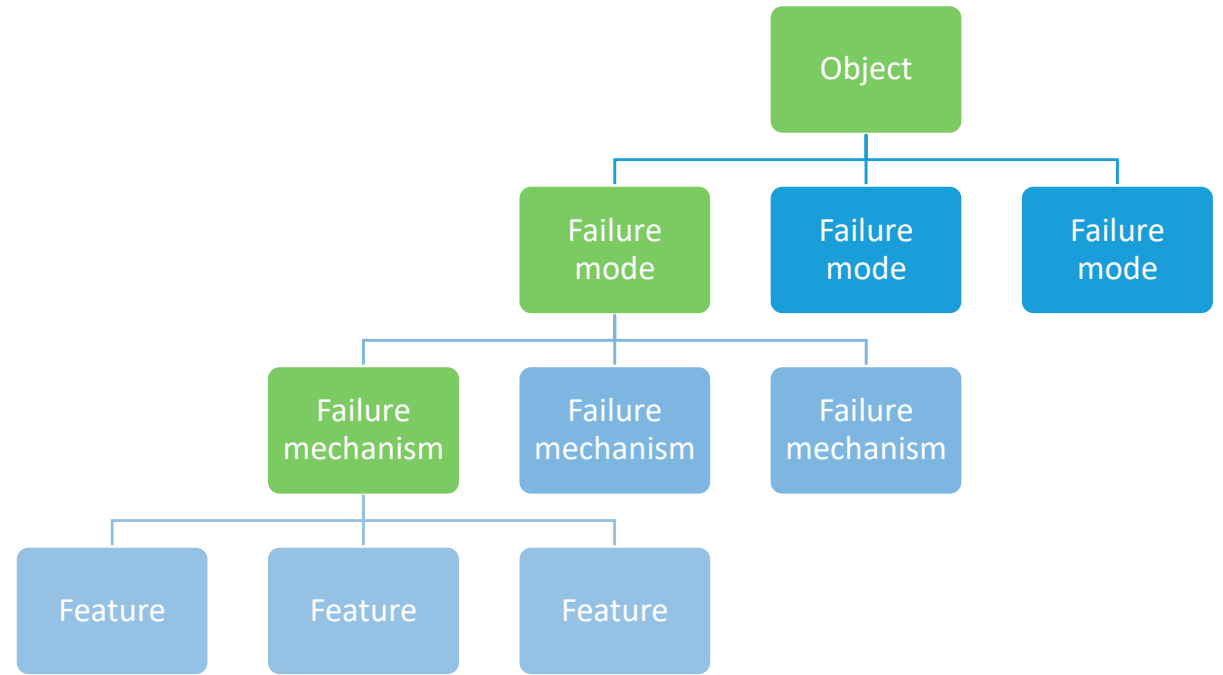 Object
Failure
mode
Failure
mode
Failure
mode
Failure
mechanism
Failure
mechanism
Failure
mechanism
Feature
Feature
Feature